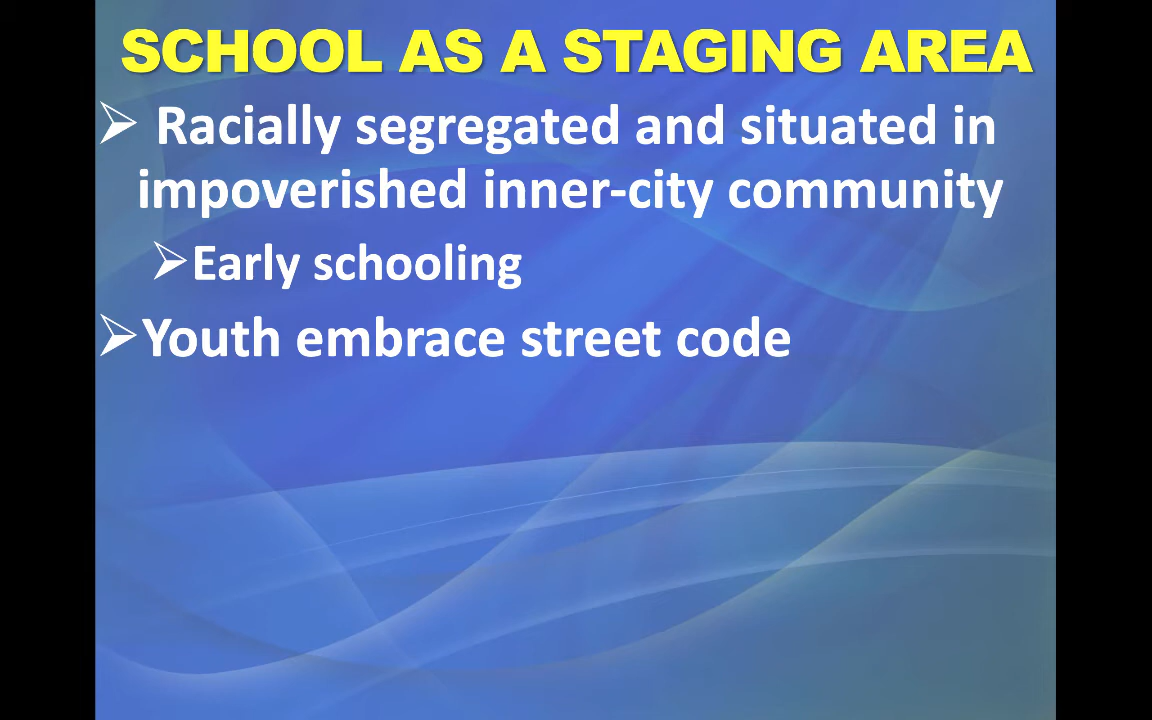 SCHOOL AS A STAGING AREA
➢ Racially segregated and situated in
impoverished inner-city community
➢Early schooling
➢Youth embrace street code